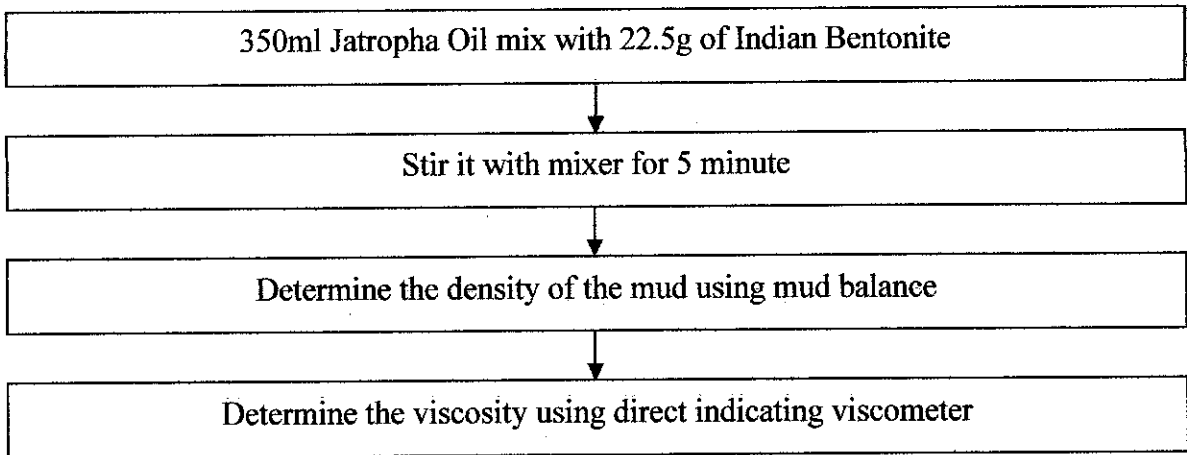 350ml Jatropha Oil mix with 22.5g of Indian Bentonite
Stir it with mixer for 5 minute
Determine the density of the mud using mud balance
Determine the viscosity using direct indicating viscometer